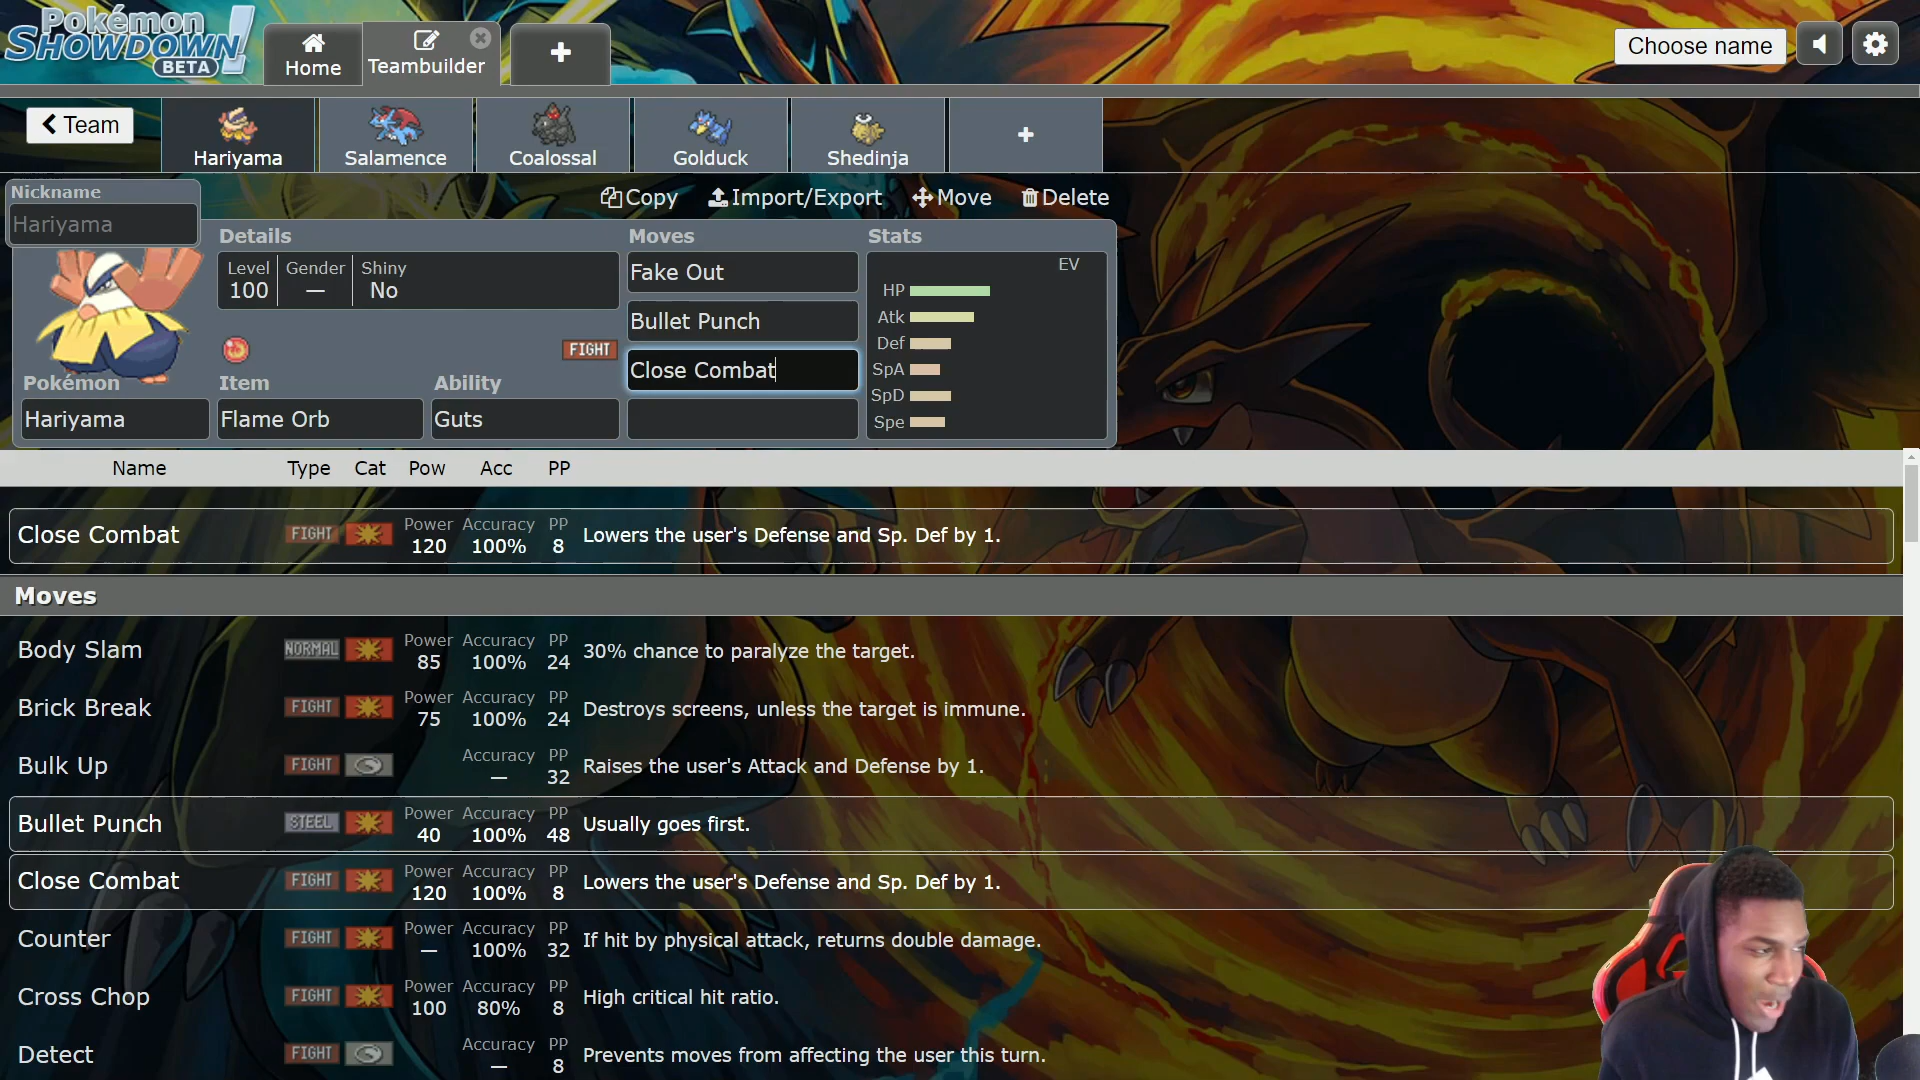 Pokémon
SHOWDOWN!
BETA
Home
Teambuilder
+
Choose name
Team
Hariyama
Salamence
Coalossal
Golduck
Shedinja
+
Nickname
Hariyama
Copy
Import/Export
Move
Delete
Details
Moves
Stats
Level
100
Gender
—
Shiny
No
FIGHT
Pokémon
Hariyama
Item
Flame Orb
Ability
Guts
Fake Out
Bullet Punch
Close Combat
EV
HP
Atk
Def
SpA
SpD
Spe
Name Type Cat Pow Acc PP
Close Combat FIGHT Power 120 Accuracy 100% PP 8 Lowers the user's Defense and Sp. Def by 1.
Moves
Body Slam NORMAL Power 85 Accuracy 100% PP 24 30% chance to paralyze the target.
Brick Break FIGHT Power 75 Accuracy 100% PP 24 Destroys screens, unless the target is immune.
Bulk Up FIGHT Accuracy — PP 32 Raises the user's Attack and Defense by 1.
Bullet Punch STEEL Power 40 Accuracy 100% PP 48 Usually goes first.
Close Combat FIGHT Power 120 Accuracy 100% PP 8 Lowers the user's Defense and Sp. Def by 1.
Counter FIGHT Power — Accuracy 100% PP 32 If hit by physical attack, returns double damage.
Cross Chop FIGHT Power 100 Accuracy 80% PP 8 High critical hit ratio.
Detect FIGHT Accuracy — PP 8 Prevents moves from affecting the user this turn.